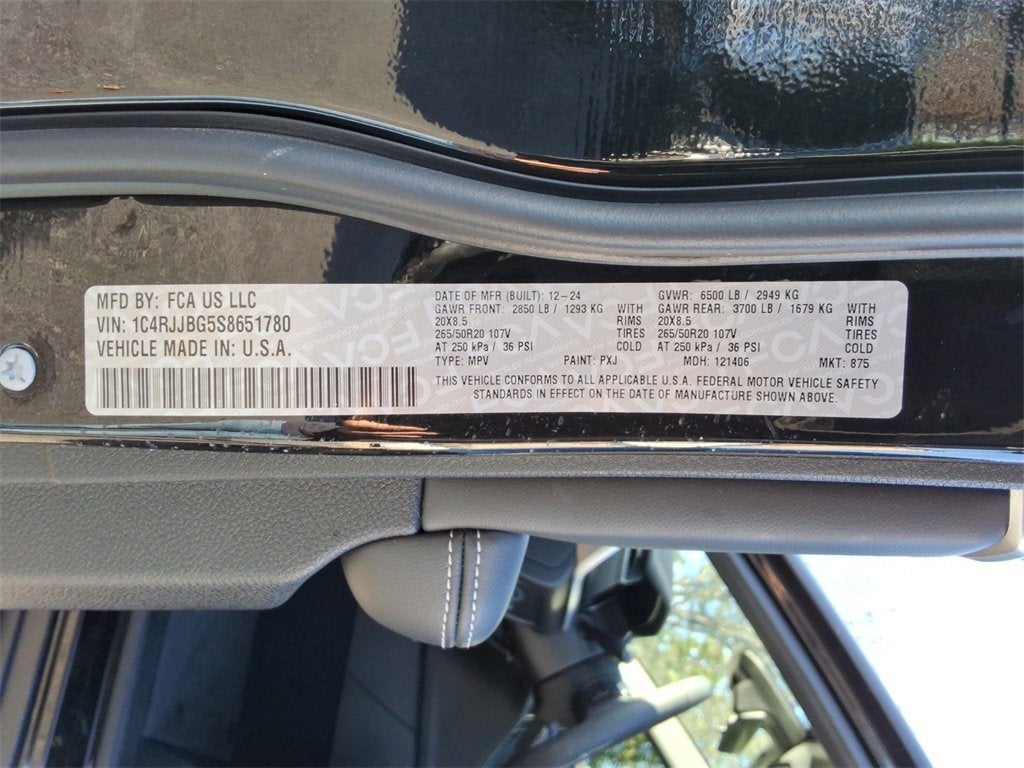 MFD BY: FCA US LLC
VIN: 1C4RJJBG5S8651780
VEHICLE MADE IN: U.S.A.
DATE OF MFR (BUILT): 12-24 GVWR: 6500 LB / 2949 KG
GAWR FRONT: 2850 LB / 1293 KG WITH GAWR REAR: 3700 LB / 1679 KG WITH
20X8.5 RIMS 20X8.5 RIMS
265/50R20 107V TIRES 265/50R20 107V TIRES
AT 250 kPa / 36 PSI COLD AT 250 kPa / 36 PSI COLD
TYPE: MPV PAINT: PXJ MDH: 121406 MKT: 875
THIS VEHICLE CONFORMS TO ALL APPLICABLE U.S.A. FEDERAL MOTOR VEHICLE SAFETY
STANDARDS IN EFFECT ON THE DATE OF MANUFACTURE SHOWN ABOVE.